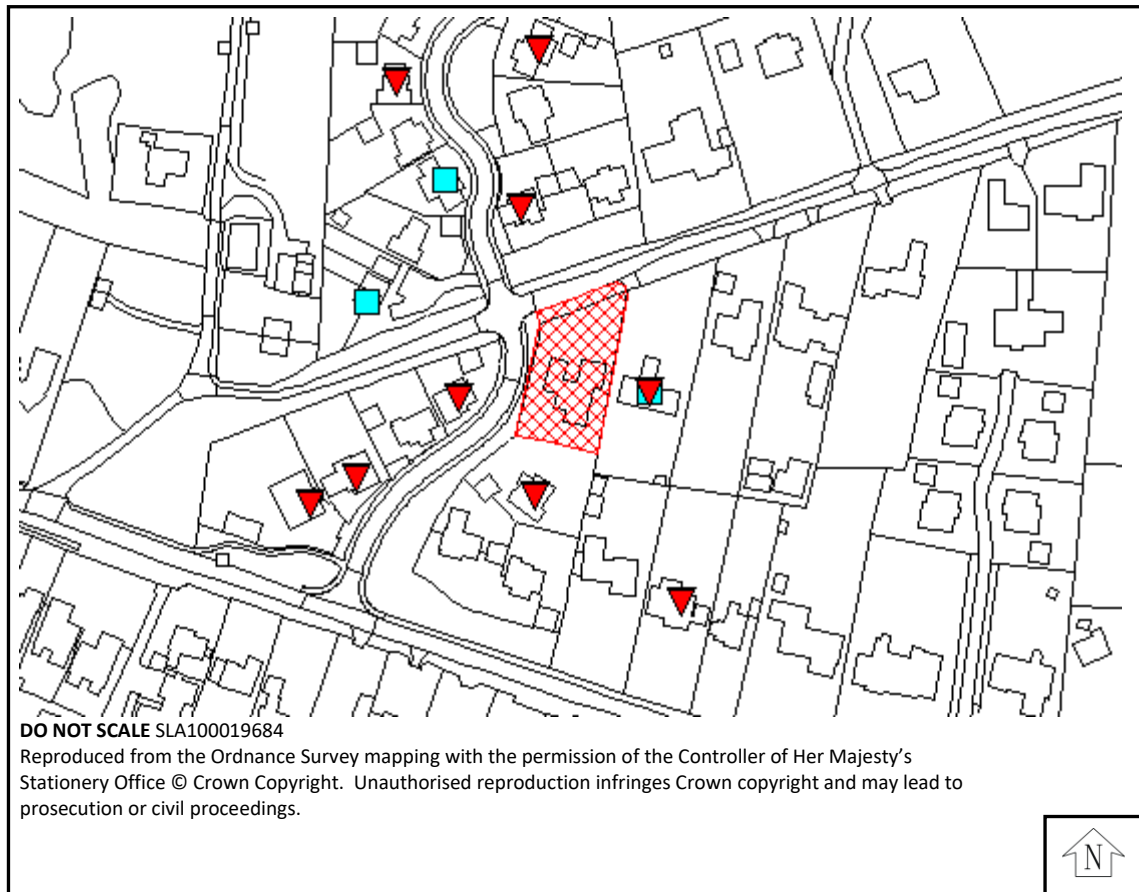 DO NOT SCALE SLA100019684
Reproduced from the Ordnance Survey mapping with the permission of the Controller of Her Majesty’s
Stationery Office © Crown Copyright.  Unauthorised reproduction infringes Crown copyright and may lead to
prosecution or civil proceedings.
N